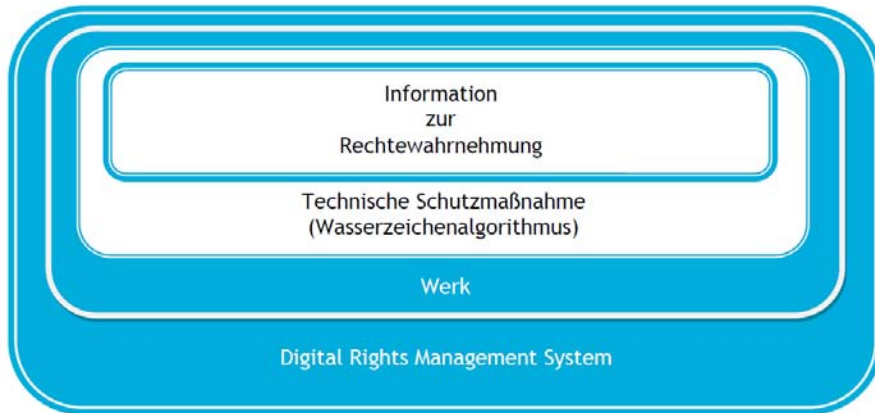 Information
zur
Rechtewahrnehmung
Technische Schutzmaßnahme
(Wasserzeichenalgorithmus)
Werk
Digital Rights Management System